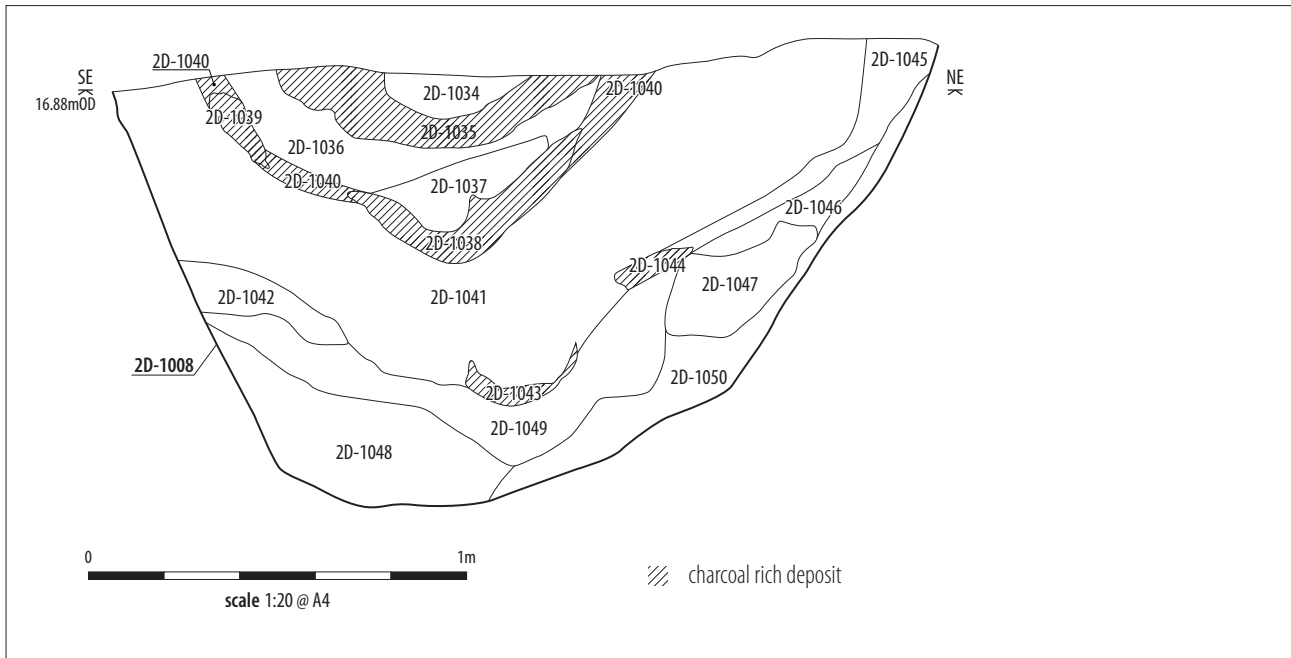 2D-1040
2D-1045
SE
NE
16.88mOD
2D-1034
2D-1040
2D-1039
2D-1035
2D-1036
2D-1040
2D-1037
2D-1046
2D-1038
2D-1044
2D-1047
2D-1042
2D-1041
2D-1008
2D-1050
2D-1043
2D-1049
2D-1048
0
1m
charcoal rich deposit
scale 1:20 @ A4